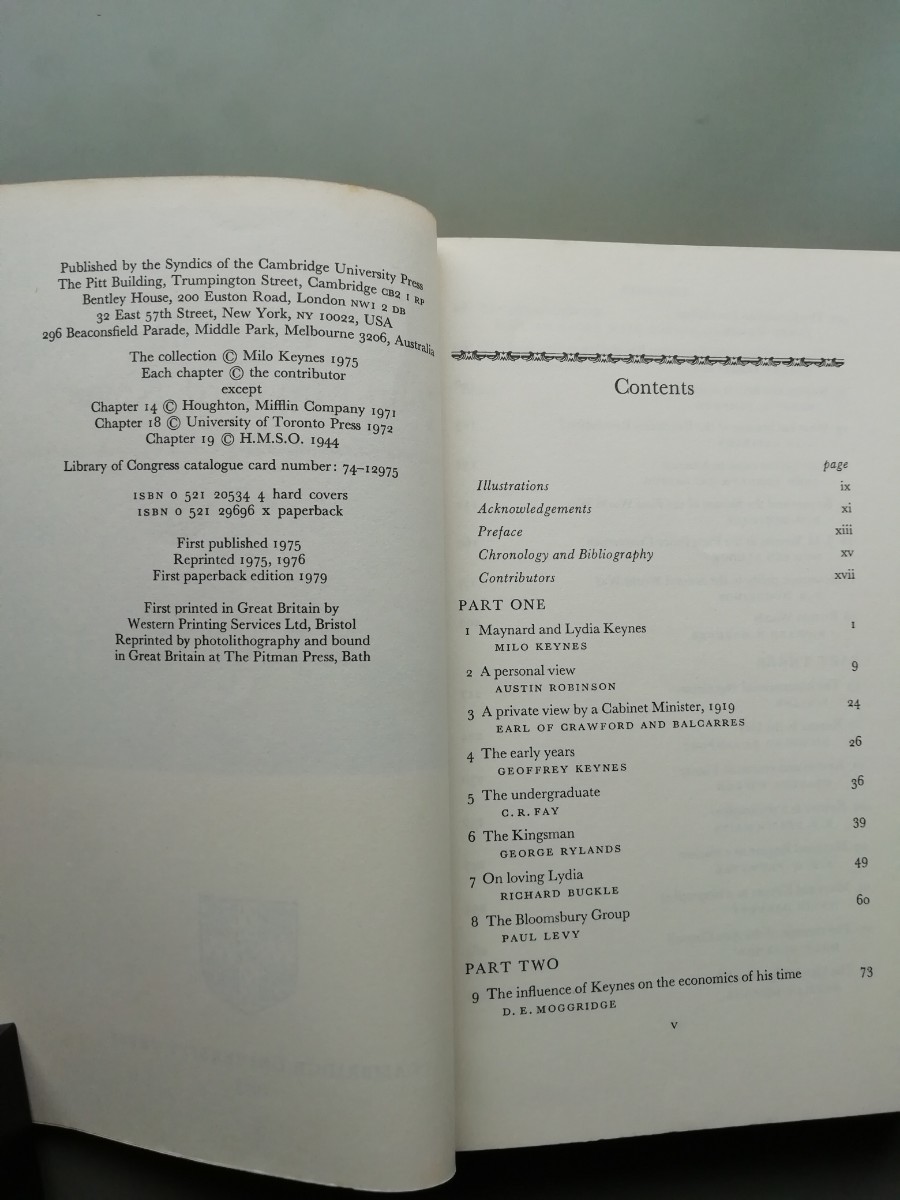 Published by the Syndics of the Cambridge University Press
The Pitt Building, Trumpington Street, Cambridge CB2 1 RP
Bentley House, 200 Euston Road, London NW1 2 DB
32 East 57th Street, New York, NY 10022, USA
296 Beaconsfield Parade, Middle Park, Melbourne 3206, Australia
The collection © Milo Keynes 1975
Each chapter © the contributor
except
Chapter 14 © Houghton, Mifflin Company 1971
Chapter 18 © University of Toronto Press 1972
Chapter 19 © H.M.S.O. 1944
Library of Congress catalogue card number: 74-12975
ISBN 0 521 20534 4 hard covers
ISBN 0 521 29696 X paperback
First published 1975
Reprinted 1975, 1976
First paperback edition 1979
First printed in Great Britain by
Western Printing Services Ltd, Bristol
Reprinted by photolithography and bound
in Great Britain at The Pitman Press, Bath
Contents
page
Illustrations ix
Acknowledgements xi
Preface xiii
Chronology and Bibliography xv
Contributors xvii
PART ONE
1 Maynard and Lydia Keynes 1
MILO KEYNES
2 A personal view 9
AUSTIN ROBINSON
3 A private view by a Cabinet Minister, 1919 24
EARL OF CRAWFORD AND BALCARRES
4 The early years 26
GEOFFREY KEYNES
5 The undergraduate 36
C. R. FAY
6 The Kingsman 39
GEORGE RYLANDS
7 On loving Lydia 49
RICHARD BUCKLE
8 The Bloomsbury Group 60
PAUL LEVY
PART TWO
9 The influence of Keynes on the economics of his time 73
D. E. MOGGRIDGE
v